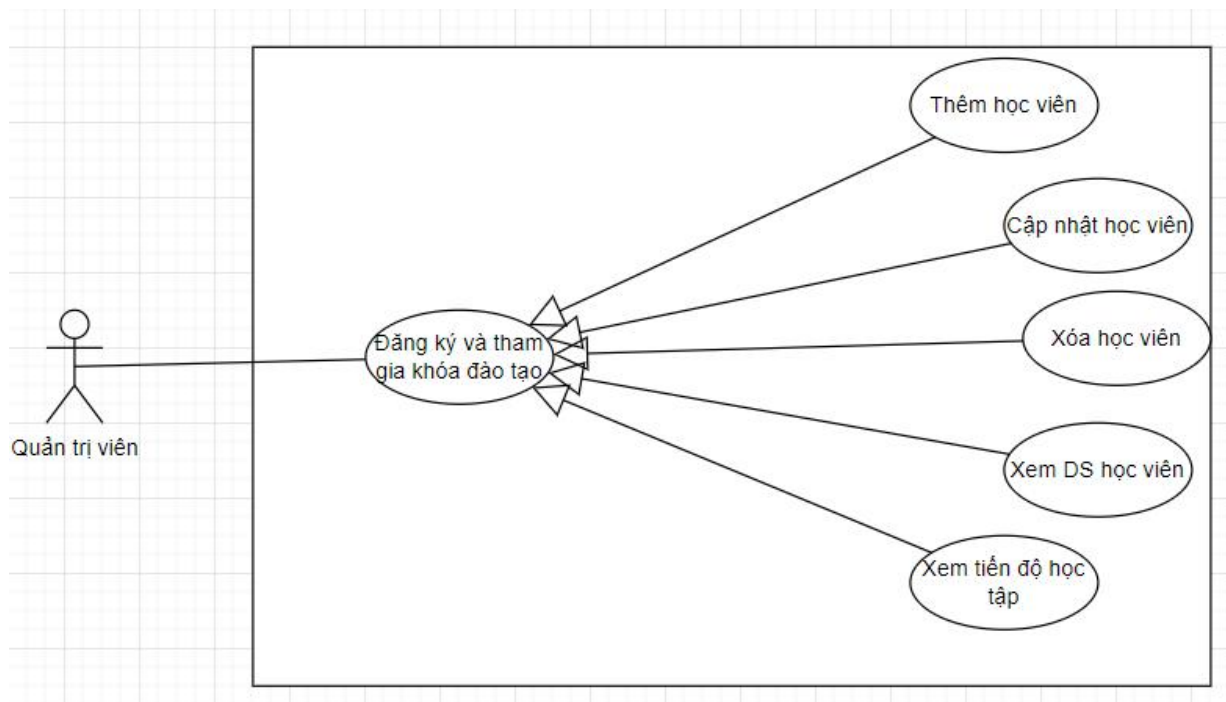 Thêm học viên
Cập nhật học viên
Xóa học viên
Đăng ký và tham
gia khóa đào tạo
Quản trị viên
Xem DS học viên
Xem tiến độ học
tập